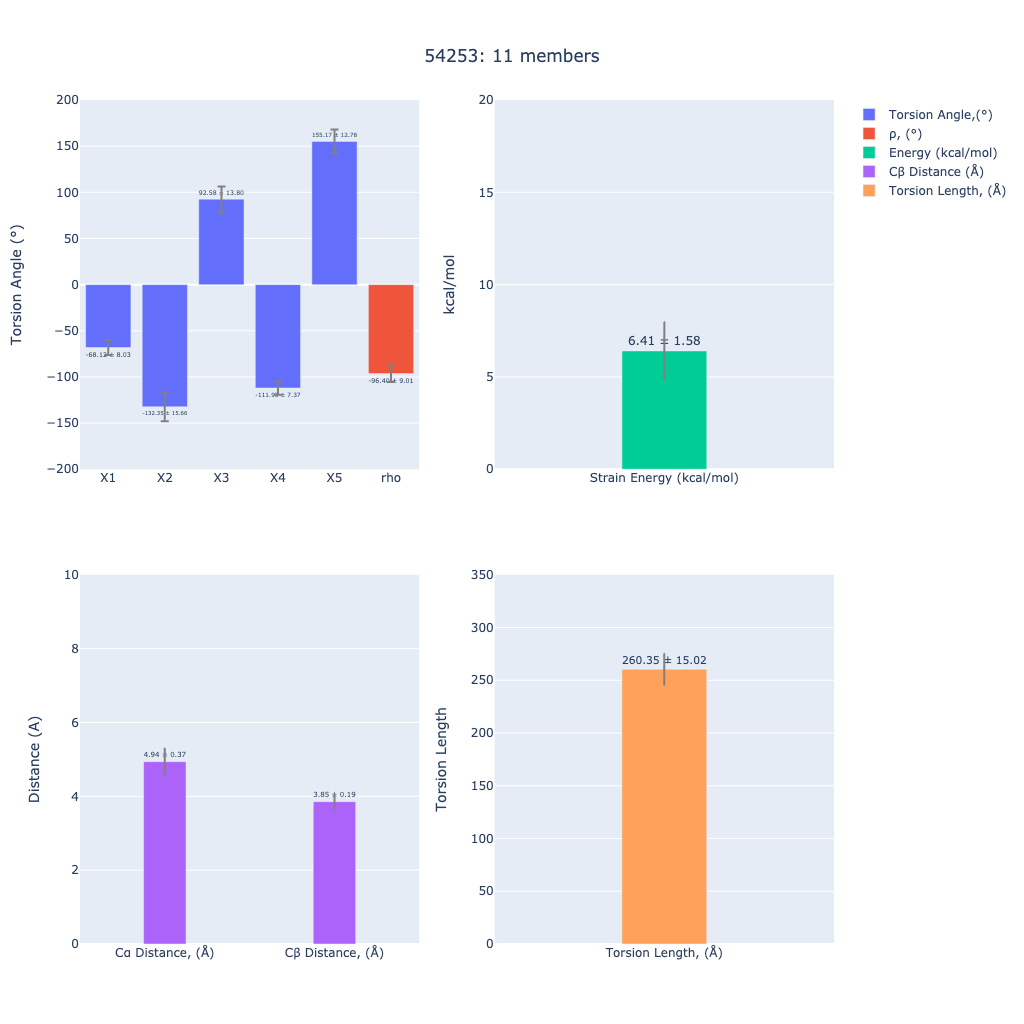 54253: 11 members
200
150
100
50
0
−50
−100
−150
−200
Torsion Angle (°)
155.17 ± 12.78
92.58 ± 13.80
-68.12 ± 8.03
-132.35 ± 15.66
± 7.37
± 9.01
X1 X2 X3 X4 X5 rho
20
15
10
5
0
kcal/mol
6.41 ± 1.58
Strain Energy (kcal/mol)
Torsion Angle,(°)
ρ, (°)
Energy (kcal/mol)
Cβ Distance (Å)
Torsion Length, (Å)
10
8
6
4
2
0
Distance (A)
4.94 ± 0.37
3.85 ± 0.19
Cα Distance, (Å) Cβ Distance, (Å)
350
300
250
200
150
100
50
0
Torsion Length
260.35 ± 15.02
Torsion Length, (Å)